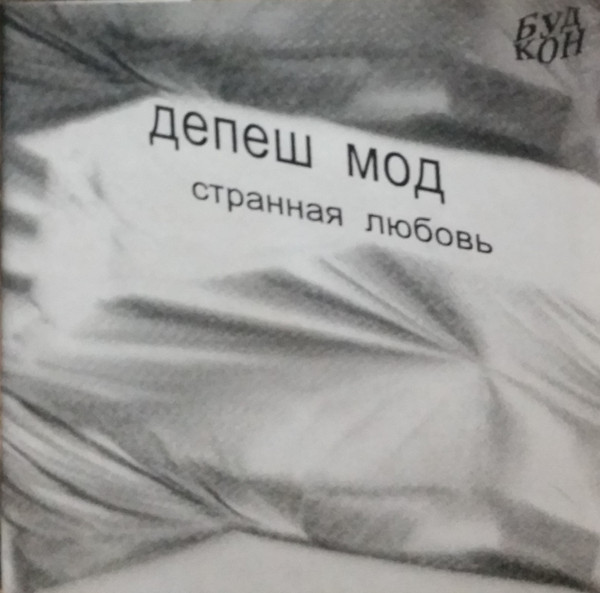 БУД
КОН
депеш мод
странная любовь